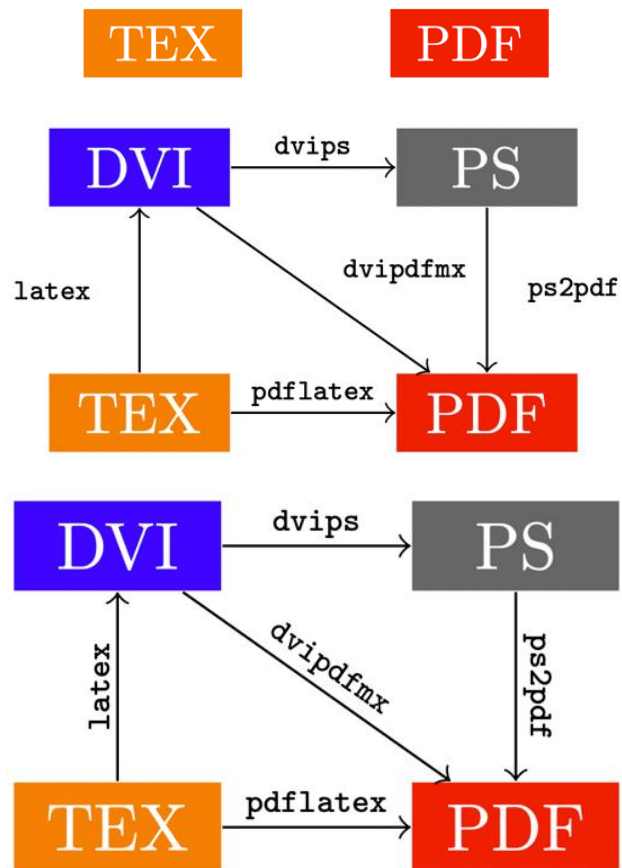 TEX PDF
DVI dvips PS
latex dvipdfmx ps2pdf
TEX pdflatex PDF
DVI dvips PS
latex dvipdfmx ps2pdf
TEX pdflatex PDF